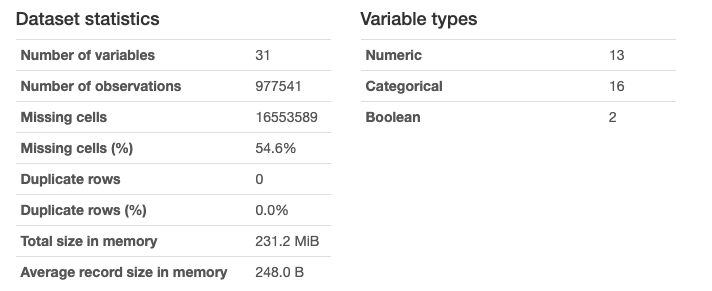 Dataset statistics
Number of variables 31
Number of observations 977541
Missing cells 16553589
Missing cells (%) 54.6%
Duplicate rows 0
Duplicate rows (%) 0.0%
Total size in memory 231.2 MiB
Average record size in memory 248.0 B
Variable types
Numeric 13
Categorical 16
Boolean 2